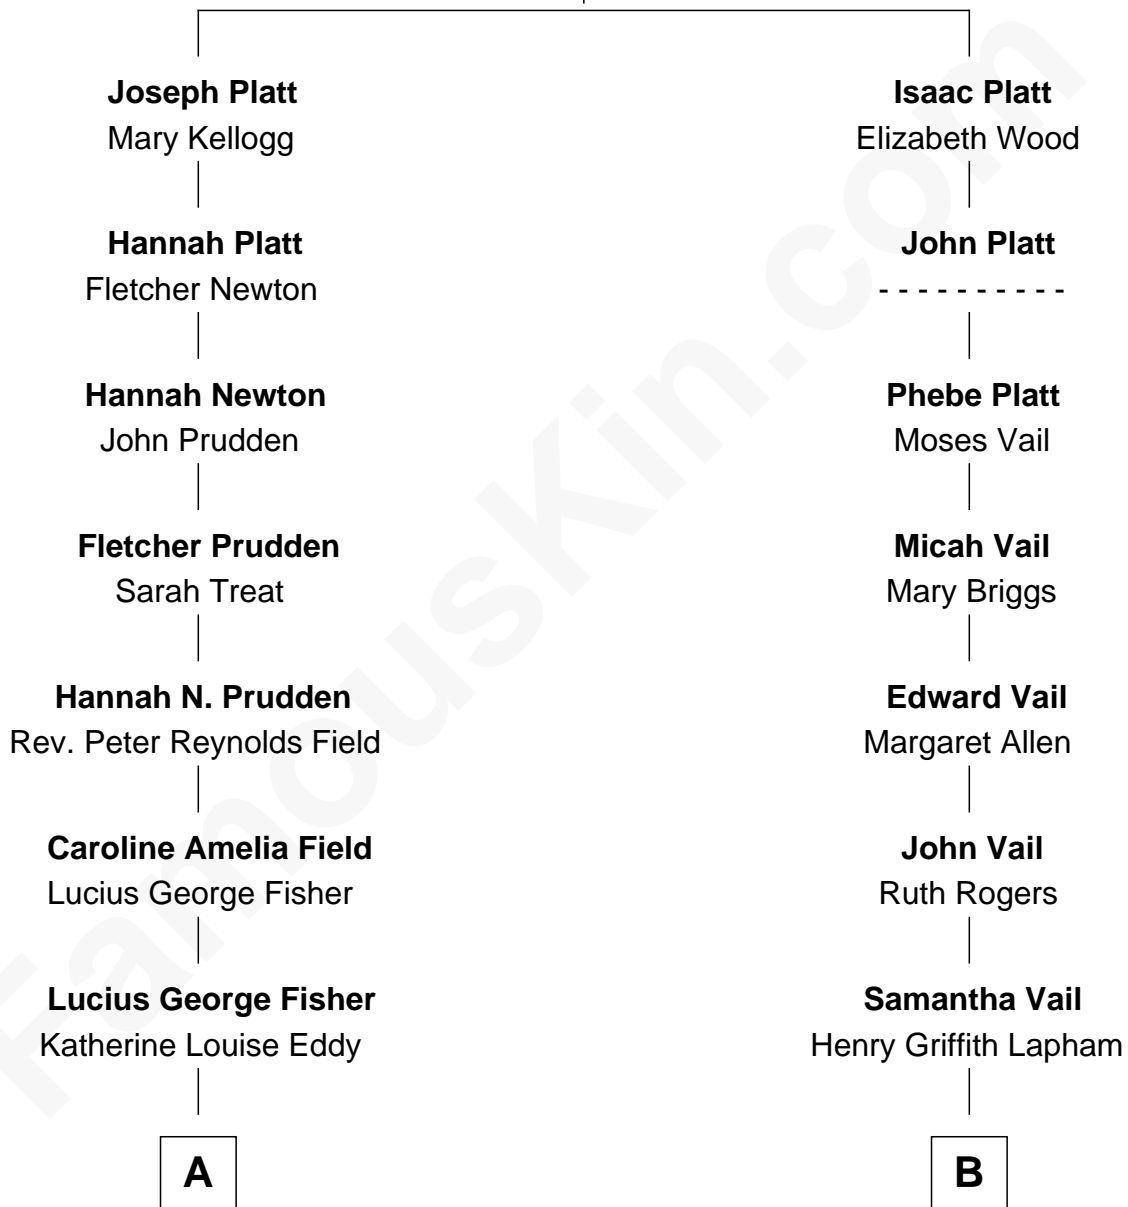 Joseph Platt
Mary Kellogg
Hannah Platt
Fletcher Newton
Hannah Newton
John Prudden
Fletcher Prudden
Sarah Treat
Hannah N. Prudden
Rev. Peter Reynolds Field
Caroline Amelia Field
Lucius George Fisher
Lucius George Fisher
Katherine Louise Eddy
A
Isaac Platt
Elizabeth Wood
John Platt
- - - - - - - - - -
Phebe Platt
Moses Vail
Micah Vail
Mary Briggs
Edward Vail
Margaret Allen
John Vail
Ruth Rogers
Samantha Vail
Henry Griffith Lapham
B
FamousKin.com